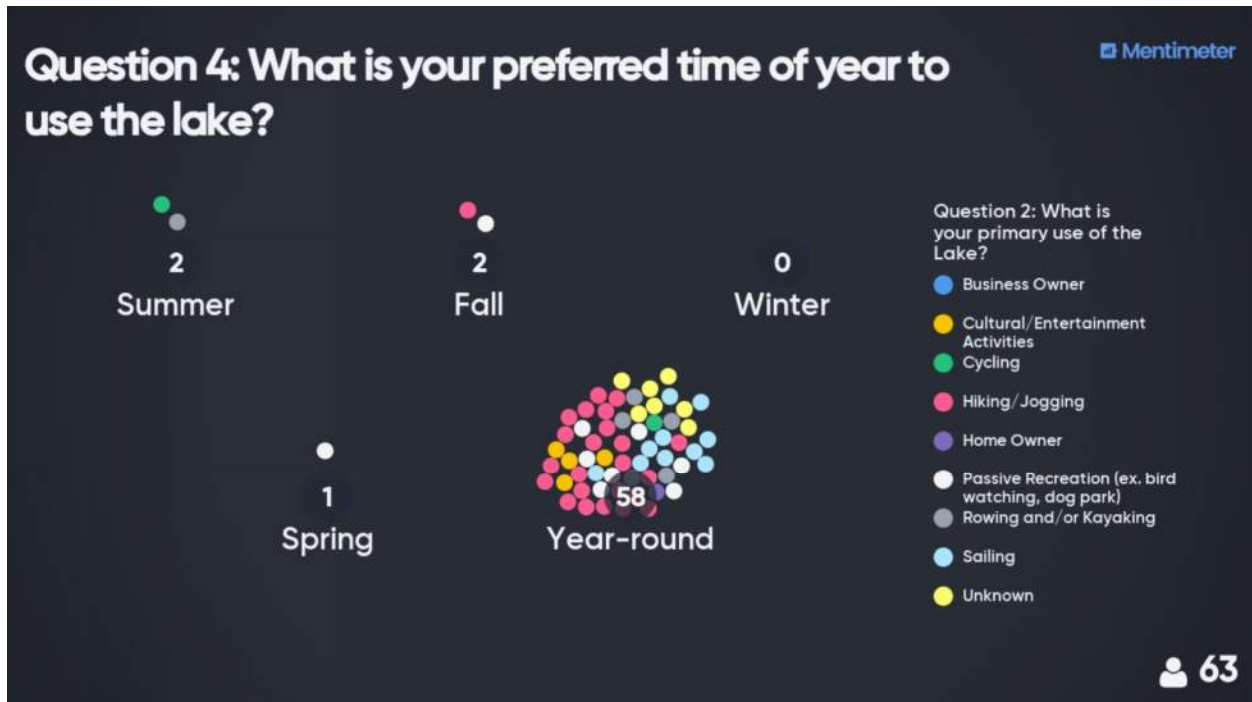 Question 4: What is your preferred time of year to
use the lake?
Mentimeter
2
Summer
2
Fall
0
Winter
1
Spring
58
Year-round
Question 2: What is
your primary use of the
Lake?
Business Owner
Cultural/Entertainment
Activities
Cycling
Hiking/Jogging
Home Owner
Passive Recreation (ex. bird
watching, dog park)
Rowing and/or Kayaking
Sailing
Unknown
63